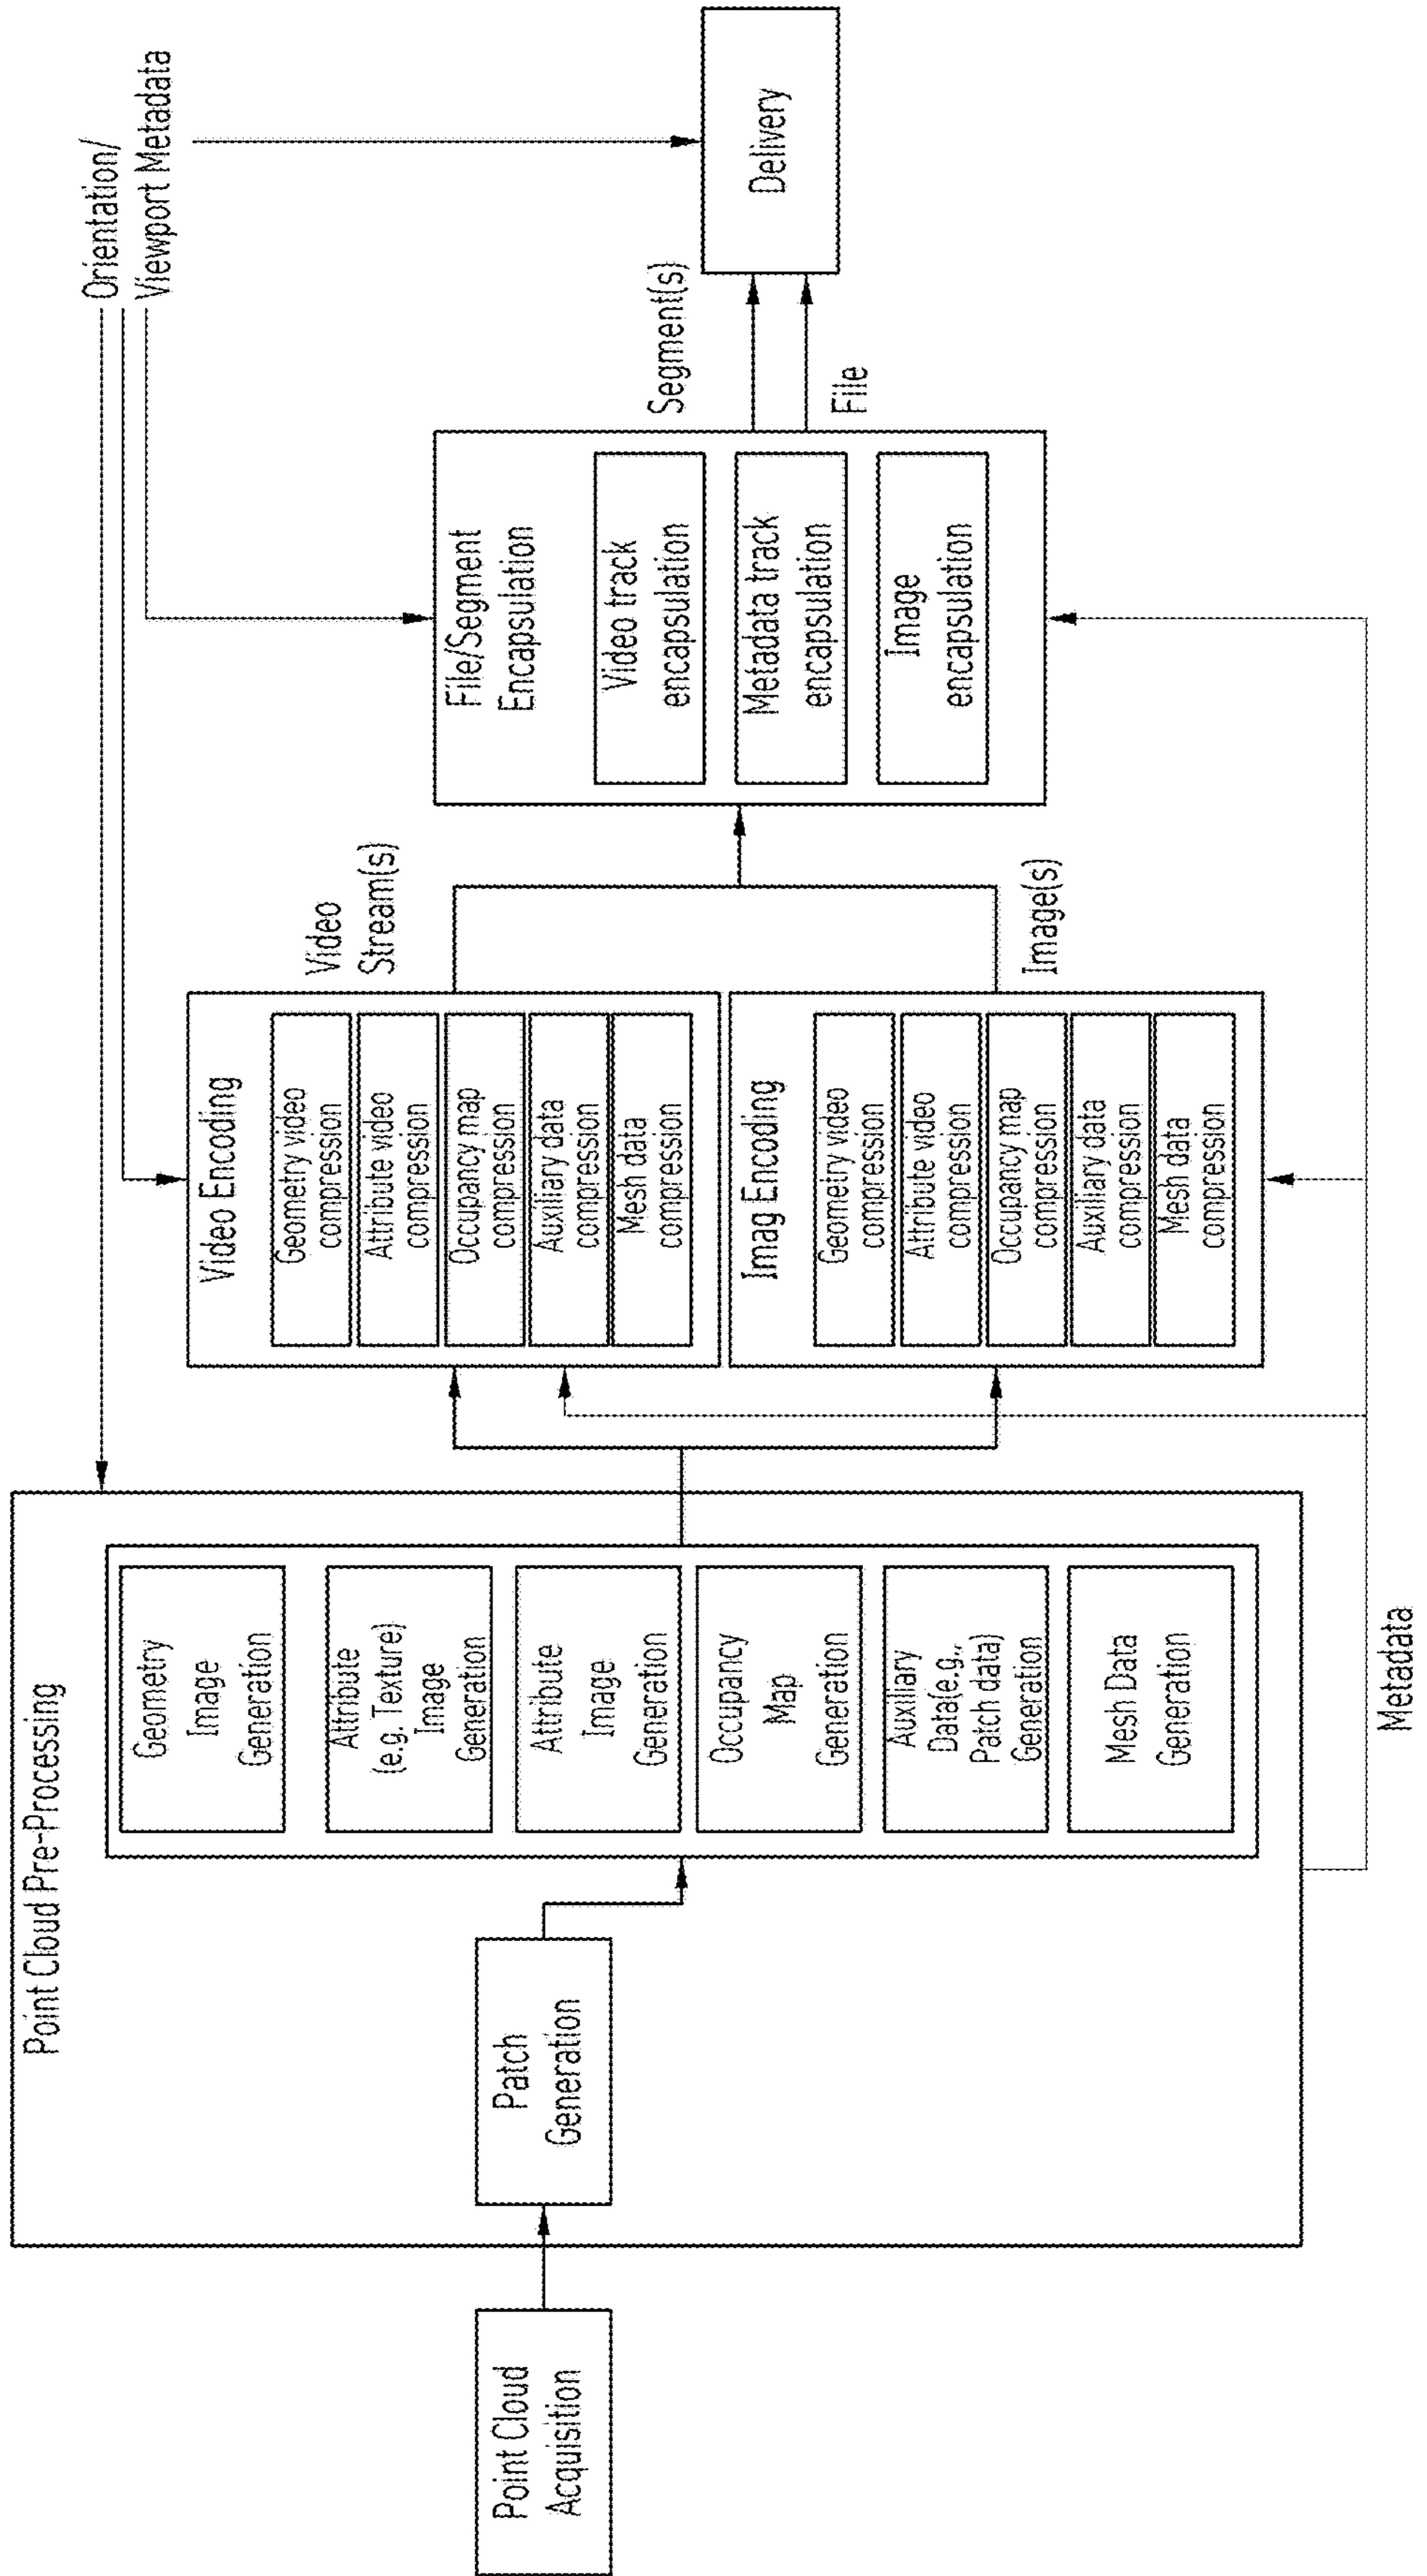 Point Cloud
Acquisition
Point Cloud Pre-Processing
Patch
Generation
Geometry
Image
Generation
Attribute
(e.g. Texture)
Image
Generation
Attribute
Image
Generation
Occupancy
Map
Generation
Auxiliary
Data(e.g.,
Patch data)
Generation
Mesh Data
Generation
Metadata
Video Encoding
Geometry video
compression
Attribute video
compression
Occupany map
compression
Auxiliary data
compression
Mesh data
compression
Imag Encoding
Geometry video
compression
Attribute video
compression
Occupany map
compression
Auxiliary data
compression
Mesh data
compression
Video
Stream(s)
Image(s)
File/Segment
Encapsulation
Video track
encapsulation
Metadata track
encapsulation
Image
encapsulation
Segment(s)
File
Orientation/
Viewport Metadata
Delivery